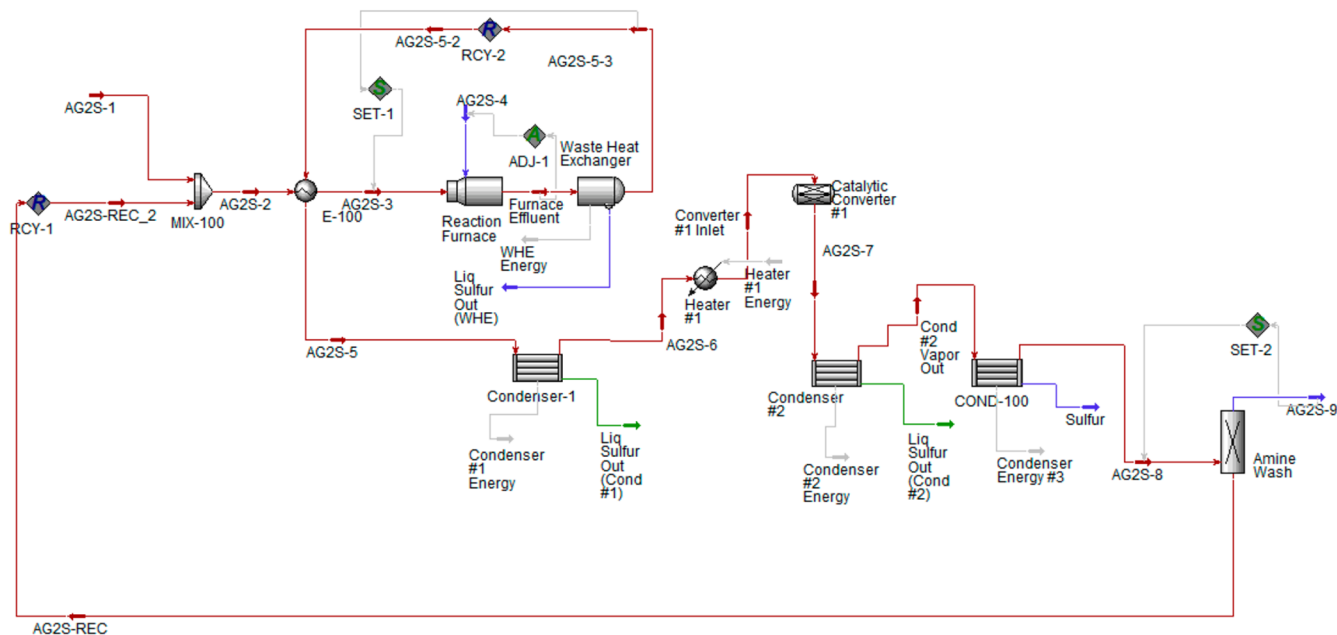 AG2S-5-2
R
RCY-2
AG2S-5-3
S
SET-1
AG2S-1
AG2S-4
A
ADJ-1
Waste Heat
Exchanger
R
RCY-1
AG2S-REC_2
MIX-100
AG2S-2
E-100
AG2S-3
Reaction
Furnace
Furnace
Effluent
WHE
Energy
Liq
Sulfur
Out
(WHE)
Converter
#1 Inlet
Catalytic
Converter
#1
AG2S-7
Heater
#1
Heater
#1
Energy
AG2S-5
AG2S-6
Condenser-1
Condenser
#1
Energy
Liq
Sulfur
Out
(Cond
#1)
Cond
#2
Vapor
Out
Condenser
#2
Condenser
#2
Energy
Liq
Sulfur
Out
(Cond
#2)
COND-100
Sulfur
Condenser
Energy #3
S
SET-2
AG2S-9
AG2S-8
Amine
Wash
AG2S-REC